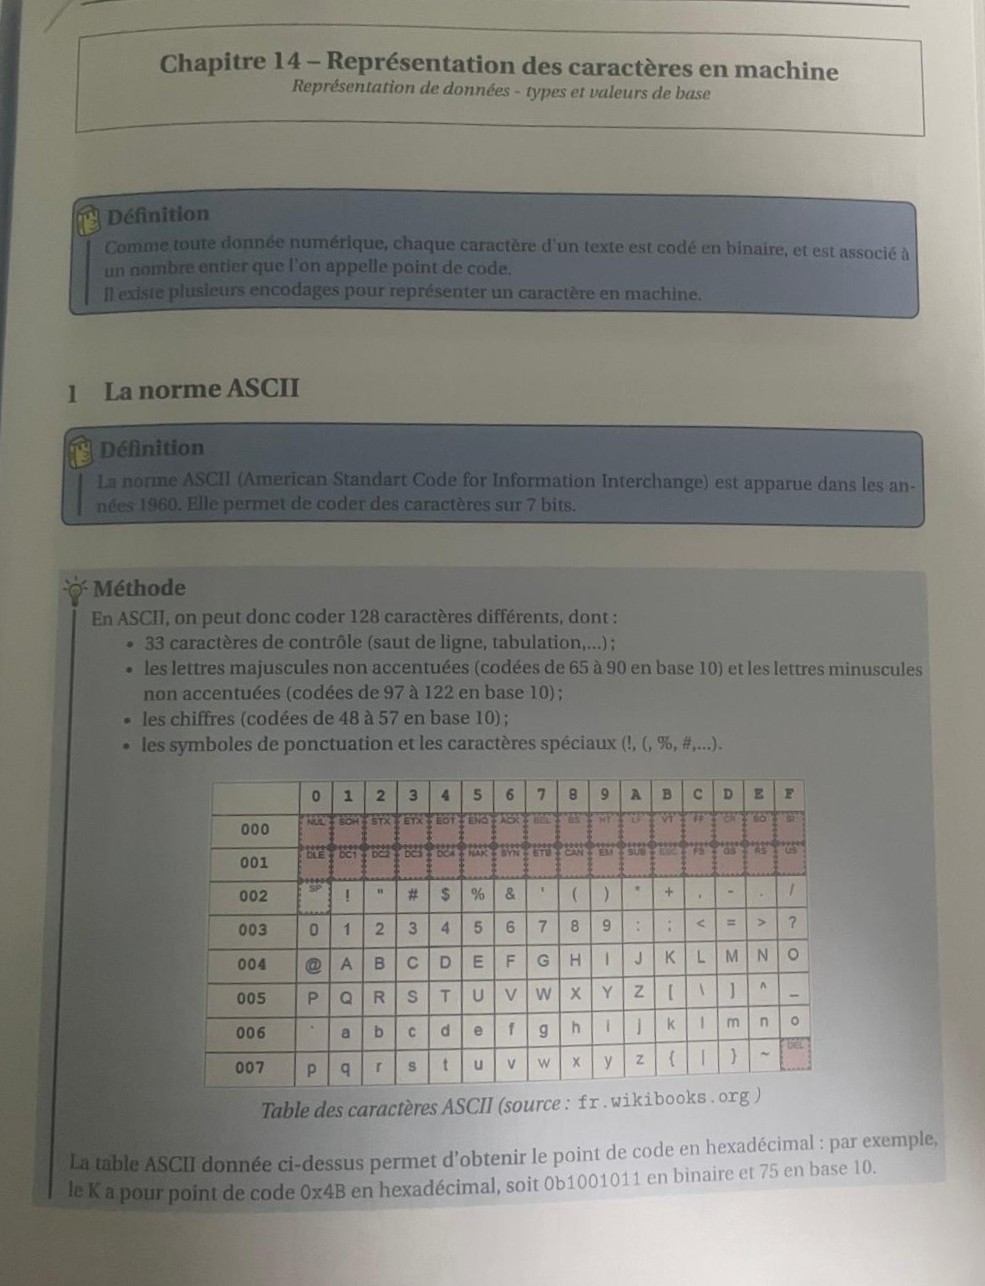 Chapitre 14 – Représentation des caractères en machine
Représentation de données - types et valeurs de base
Définition
Comme toute donnée numérique, chaque caractère d'un texte est codé en binaire, et est associé à
un nombre entier que l'on appelle point de code.
Il existe plusieurs encodages pour représenter un caractère en machine.
1 La norme ASCII
Définition
La norme ASCII (American Standart Code for Information Interchange) est apparue dans les an-
nées 1960. Elle permet de coder des caractères sur 7 bits.
Méthode
En ASCII, on peut donc coder 128 caractères différents, dont :
• 33 caractères de contrôle (saut de ligne, tabulation,...);
• les lettres majuscules non accentuées (codées de 65 à 90 en base 10) et les lettres minuscules
non accentuées (codées de 97 à 122 en base 10);
• les chiffres (codées de 48 à 57 en base 10);
• les symboles de ponctuation et les caractères spéciaux (!, (, %, #,...).
0 1 2 3 4 5 6 7 8 9 A B C D E F
000 NUL SOH STX ETX EOT ENQ ACK BEL BS HT LF VT FF CR SO SI
001 DLE DC1 DC2 DC3 DC4 NAK SYN ETB CAN EM SUB ESC FS GS RS US
002 SP ! " # $ % & ' ( ) * + , - . /
003 0 1 2 3 4 5 6 7 8 9 : ; < = > ?
004 @ A B C D E F G H I J K L M N O
005 P Q R S T U V W X Y Z [ \ ] ^ _
006 ` a b c d e f g h i j k l m n o
007 p q r s t u v w x y z { | } ~ DEL
Table des caractères ASCII (source : fr.wikibooks.org)
La table ASCII donnée ci-dessus permet d'obtenir le point de code en hexadécimal : par exemple,
le K a pour point de code 0x4B en hexadécimal, soit 0b1001011 en binaire et 75 en base 10.